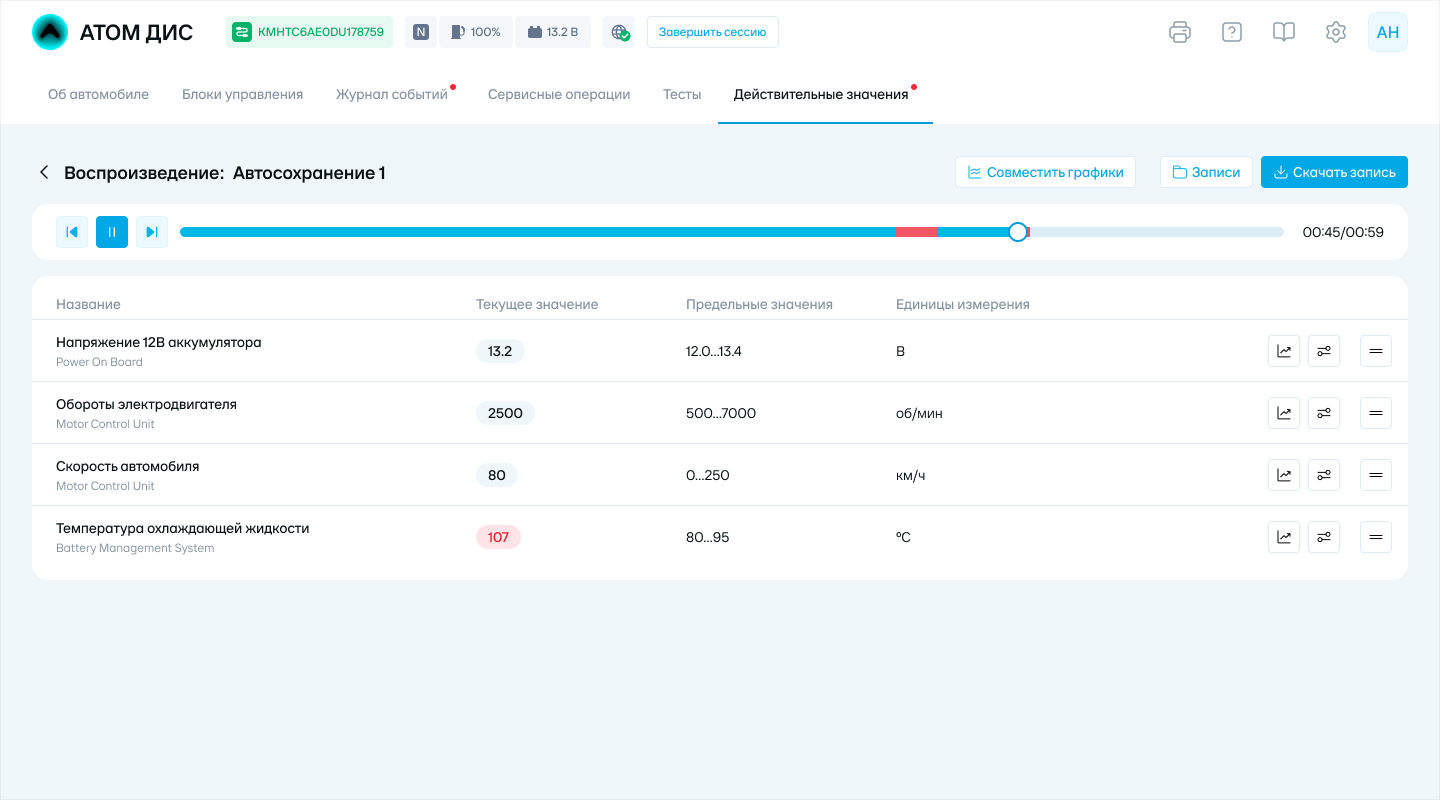 АТОМ ДИС
KMHTC6AE0DU178759
N
100%
13.2 В
Завершить сессию
?
АН
Об автомобиле
Блоки управления
Журнал событий
Сервисные операции
Тесты
Действительные значения
Воспроизведение: Автосохранение 1
Совместить графики
Записи
Скачать запись
00:45/00:59
Название
Текущее значение
Предельные значения
Единицы измерения
Напряжение 12В аккумулятора
Power On Board
13.2
12.0...13.4
В
Обороты электродвигателя
Motor Control Unit
2500
500...7000
об/мин
Скорость автомобиля
Motor Control Unit
80
0...250
км/ч
Температура охлаждающей жидкости
Battery Management System
107
80...95
ºС